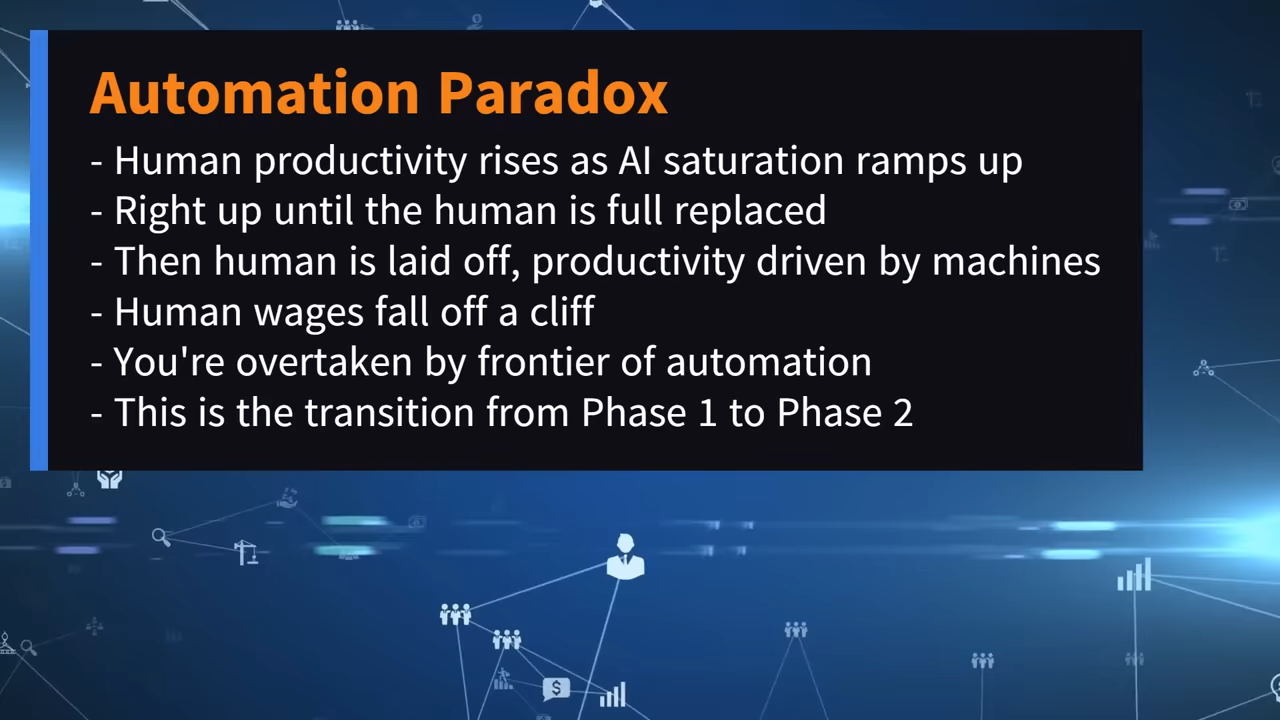 Automation Paradox
- Human productivity rises as AI saturation ramps up
- Right up until the human is full replaced
- Then human is laid off, productivity driven by machines
- Human wages fall off a cliff
- You're overtaken by frontier of automation
- This is the transition from Phase 1 to Phase 2
$